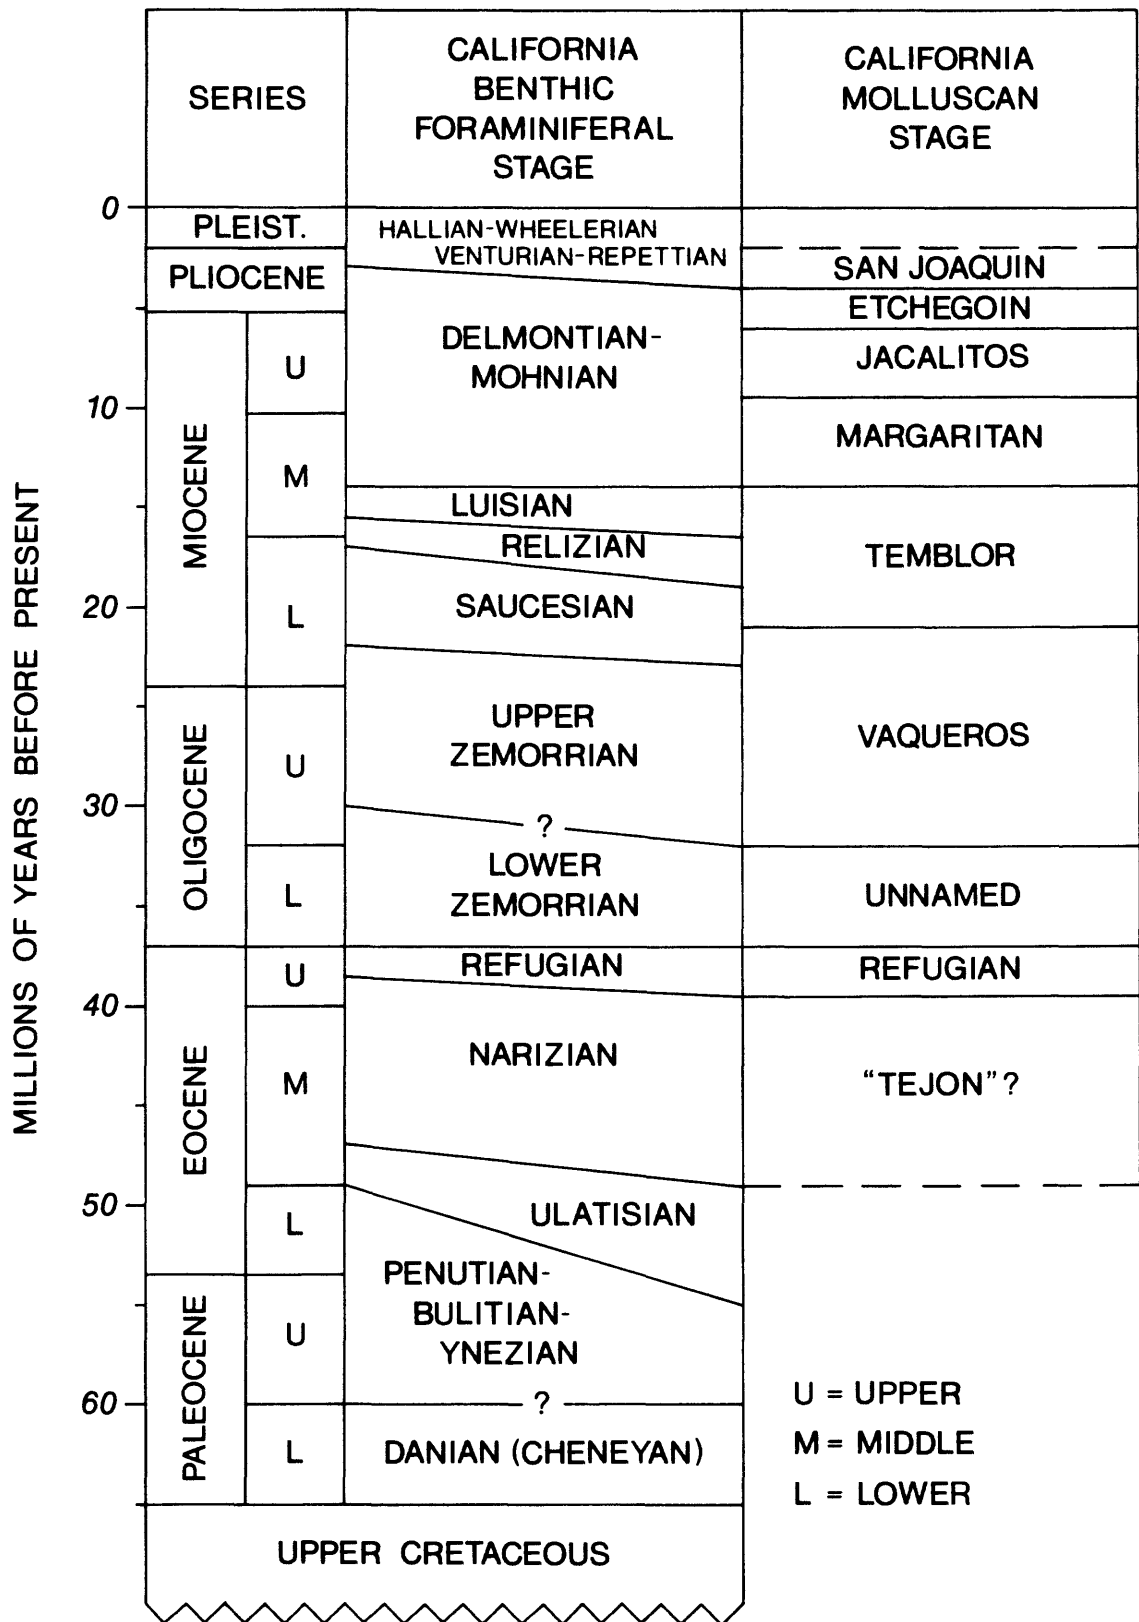 SERIES
CALIFORNIA
BENTHIC
FORAMINIFERAL
STAGE
CALIFORNIA
MOLLUSCAN
STAGE
MILLIONS OF YEARS BEFORE PRESENT
0
10
20
30
40
50
60
PLEIST.
PLIOCENE
MIOCENE
U
M
L
OLIGOCENE
U
L
EOCENE
U
M
L
PALEOCENE
U
L
UPPER CRETACEOUS
HALLIAN-WHEELERIAN
VENTURIAN-REPETTIAN
DELMONTIAN-
MOHNIAN
LUISIAN
RELIZIAN
SAUCESIAN
UPPER
ZEMORRIAN
?
LOWER
ZEMORRIAN
REFUGIAN
NARIZIAN
ULATISIAN
PENUTIAN-
BULITIAN-
YNEZIAN
?
DANIAN (CHENEYAN)
SAN JOAQUIN
ETCHEGOIN
JACALITOS
MARGARITAN
TEMBLOR
VAQUEROS
UNNAMED
REFUGIAN
“TEJON”?
U = UPPER
M = MIDDLE
L = LOWER